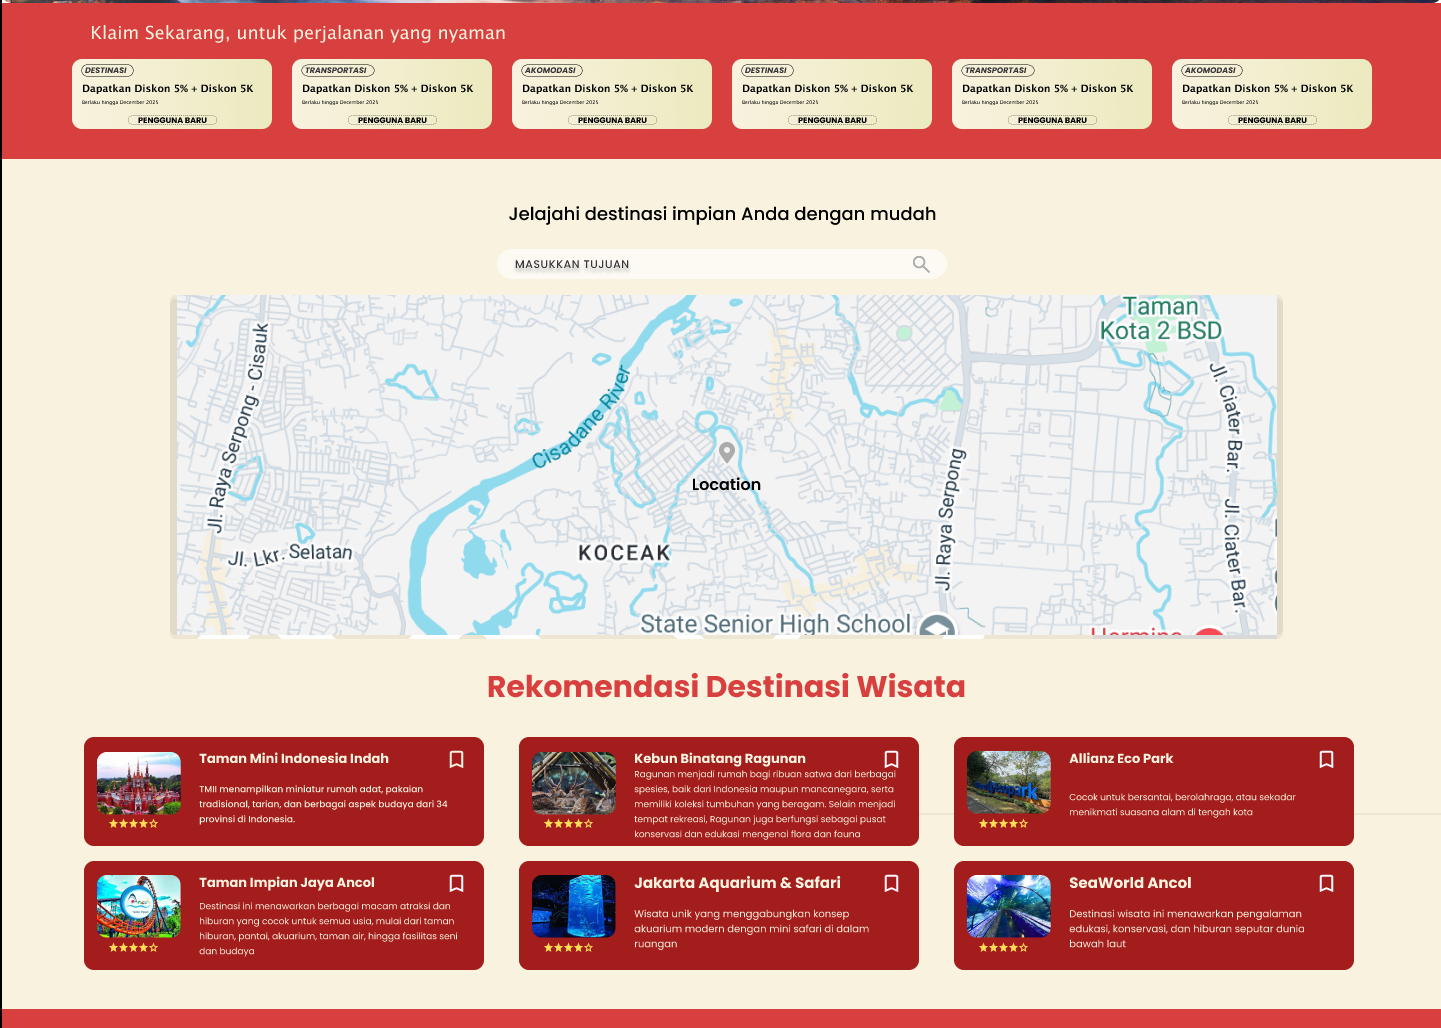 Klaim Sekarang, untuk perjalanan yang nyaman
DESTINASI
Dapatkan Diskon 5% + Diskon 5K
Berlaku hingga December 2025
PENGGUNA BARU
TRANSPORTASI
Dapatkan Diskon 5% + Diskon 5K
Berlaku hingga December 2025
PENGGUNA BARU
AKOMODASI
Dapatkan Diskon 5% + Diskon 5K
Berlaku hingga December 2025
PENGGUNA BARU
DESTINASI
Dapatkan Diskon 5% + Diskon 5K
Berlaku hingga December 2025
PENGGUNA BARU
TRANSPORTASI
Dapatkan Diskon 5% + Diskon 5K
Berlaku hingga December 2025
PENGGUNA BARU
AKOMODASI
Dapatkan Diskon 5% + Diskon 5K
Berlaku hingga December 2025
PENGGUNA BARU
Jelajahi destinasi impian Anda dengan mudah
MASUKKAN TUJUAN
Taman
Kota 2 BSD
Jl. Raya Serpong - Cisauk
Cisadane River
Jl. Ciater Bar.
Location
Jl. Raya Serpong
Jl. Ciater Bar.
Jl. Lkr. Selatan
KOCEAK
State Senior High School
Hermina
Rekomendasi Destinasi Wisata
Taman Mini Indonesia Indah
TMII menampilkan miniatur rumah adat, pakaian
tradisional, tarian, dan berbagai aspek budaya dari 34
provinsi di Indonesia.
Kebun Binatang Ragunan
Ragunan menjadi rumah bagi ribuan satwa dari berbagai
spesies, baik dari Indonesia maupun mancanegara, serta
memiliki koleksi tumbuhan yang beragam. Selain menjadi
tempat rekreasi, Ragunan juga berfungsi sebagai pusat
konservasi dan edukasi mengenai flora dan fauna
Allianz Eco Park
Cocok untuk bersantai, berolahraga, atau sekadar
menikmati suasana alam di tengah kota
Taman Impian Jaya Ancol
Destinasi ini menawarkan berbagai macam atraksi dan
hiburan yang cocok untuk semua usia, mulai dari taman
hiburan, pantai, akuarium, taman air, hingga fasilitas seni
dan budaya
Jakarta Aquarium & Safari
Wisata unik yang menggabungkan konsep
akuarium modern dengan mini safari di dalam
ruangan
SeaWorld Ancol
Destinasi wisata ini menawarkan pengalaman
edukasi, konservasi, dan hiburan seputar dunia
bawah laut